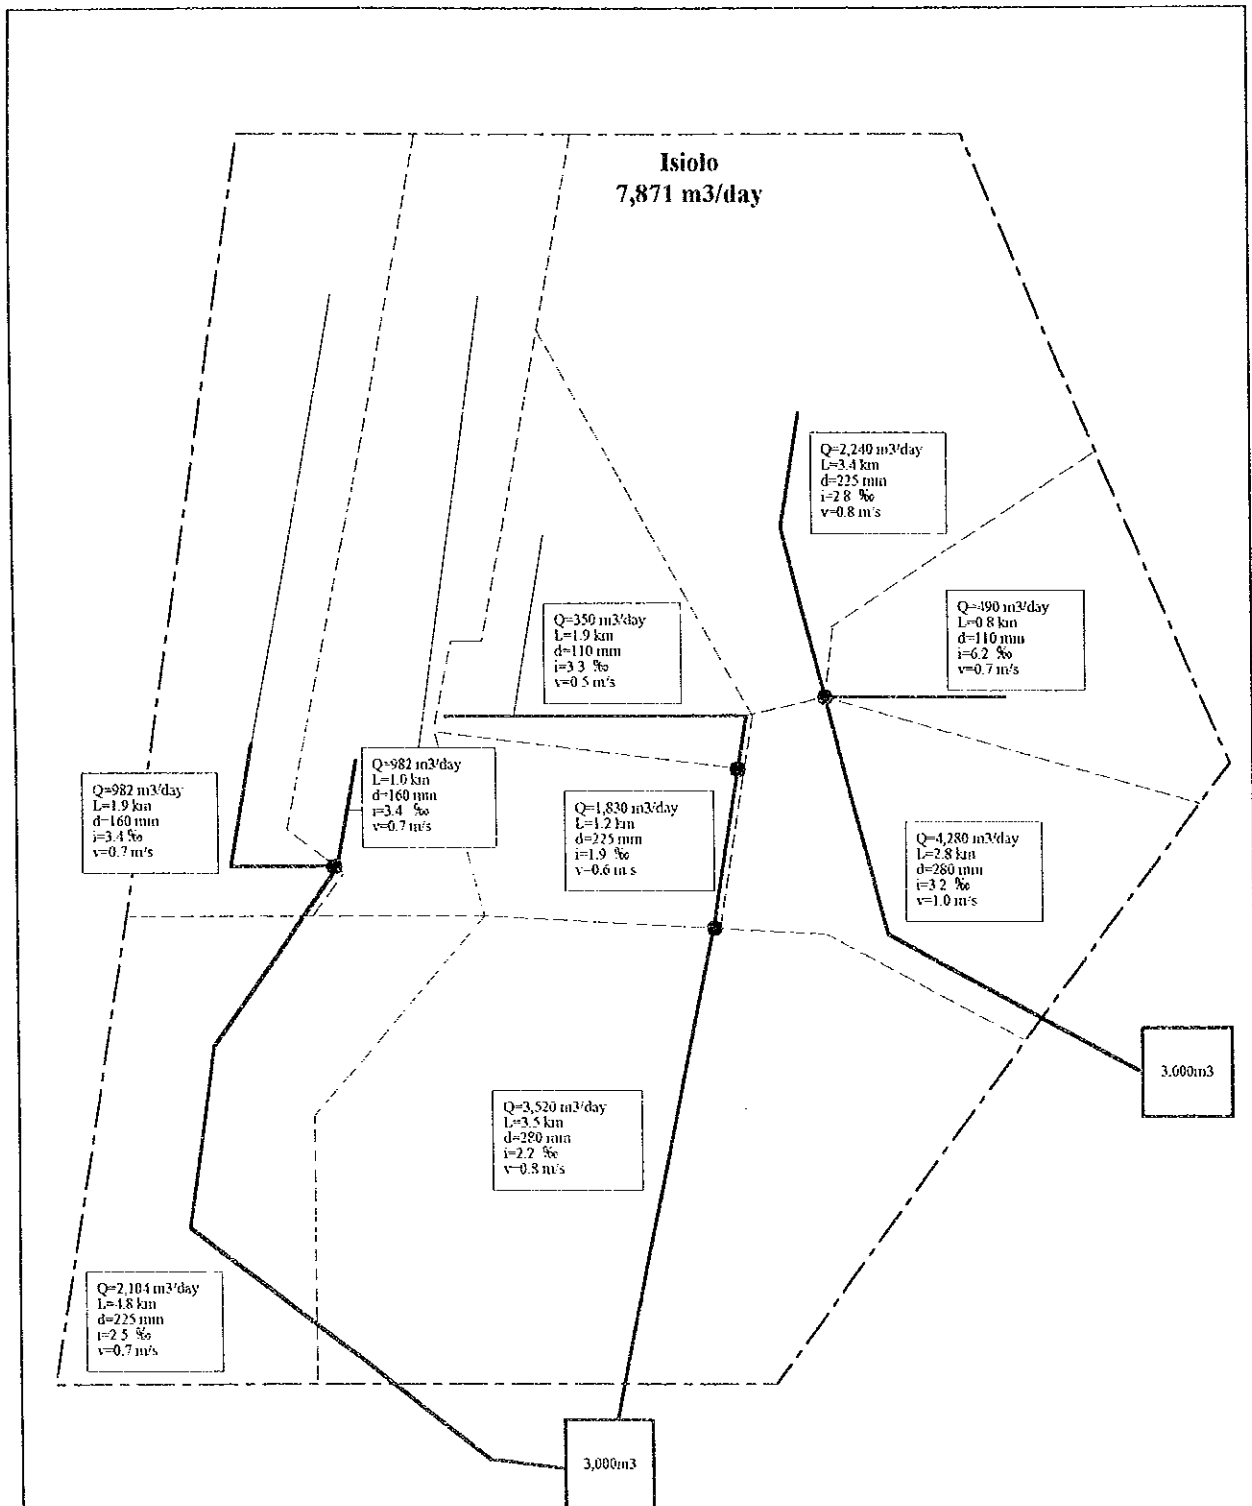 Isiolo
7,871 m3/day
Q=2,240 m3/day
L=3.4 km
d=225 mm
i=2.8 ‰
v=0.8 m/s
Q=490 m3/day
L=0.8 km
d=110 mm
i=6.2 ‰
v=0.7 m/s
Q=350 m3/day
L=1.9 km
d=110 mm
i=3.3 ‰
v=0.5 m/s
Q=982 m3/day
L=1.9 km
d=160 mm
i=3.4 ‰
v=0.7 m/s
Q=982 m3/day
L=1.0 km
d=160 mm
i=3.4 ‰
v=0.7 m/s
Q=1,830 m3/day
L=1.2 km
d=225 mm
i=1.9 ‰
v=0.6 m/s
Q=4,280 m3/day
L=2.8 km
d=280 mm
i=3.2 ‰
v=1.0 m/s
3,000m3
Q=3,520 m3/day
L=3.5 km
d=280 mm
i=2.2 ‰
v=0.8 m/s
Q=2,104 m3/day
L=4.8 km
d=225 mm
i=2.5 ‰
v=0.7 m/s
3,000m3